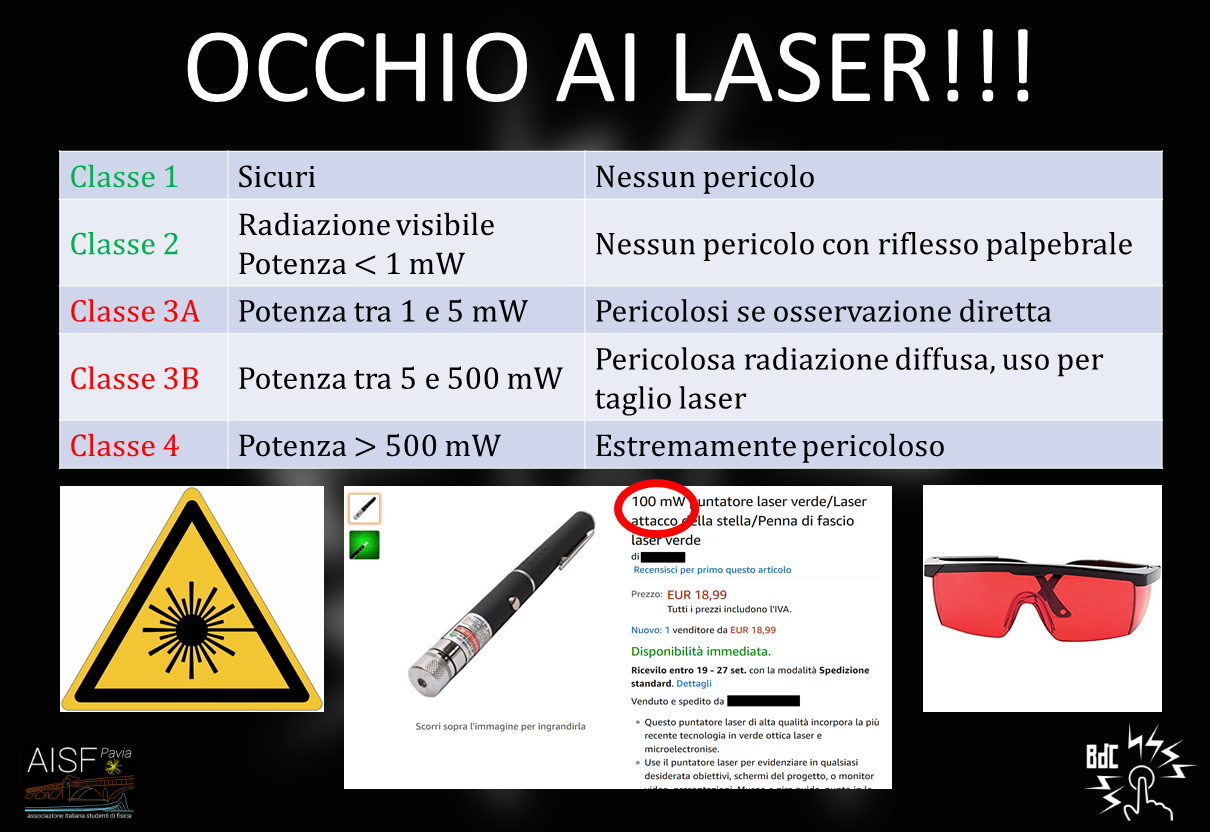 OCCHIO AI LASER!!!
Classe 1
Sicuri
Nessun pericolo
Classe 2
Radiazione visibile
Potenza < 1 mW
Nessun pericolo con riflesso palpebrale
Classe 3A
Potenza tra 1 e 5 mW
Pericolosi se osservazione diretta
Classe 3B
Potenza tra 5 e 500 mW
Pericolosa radiazione diffusa, uso per
taglio laser
Classe 4
Potenza > 500 mW
Estremamente pericoloso
100 mW puntatore laser verde/Laser
attacco della stella/Penna di fascio
laser verde
di
Recensisci per primo questo articolo
Prezzo: EUR 18,99
Tutti i prezzi includono l'IVA.
Nuovo: 1 venditore da EUR 18,99
Disponibilità immediata.
Ricevilo entro 19 - 27 set. con la modalità Spedizione
standard. Dettagli
Venduto e spedito da
• Questo puntatore laser di alta qualità incorpora la più
recente tecnologia in verde ottica laser e
microelectronise.
• Use il puntatore laser per evidenziare in qualsiasi
desiderata obiettivi, schermi del progetto, o monitor
Scorri sopra l'immagine per ingrandirla
AISF Pavia
associazione italiana studenti di fisica
BdC